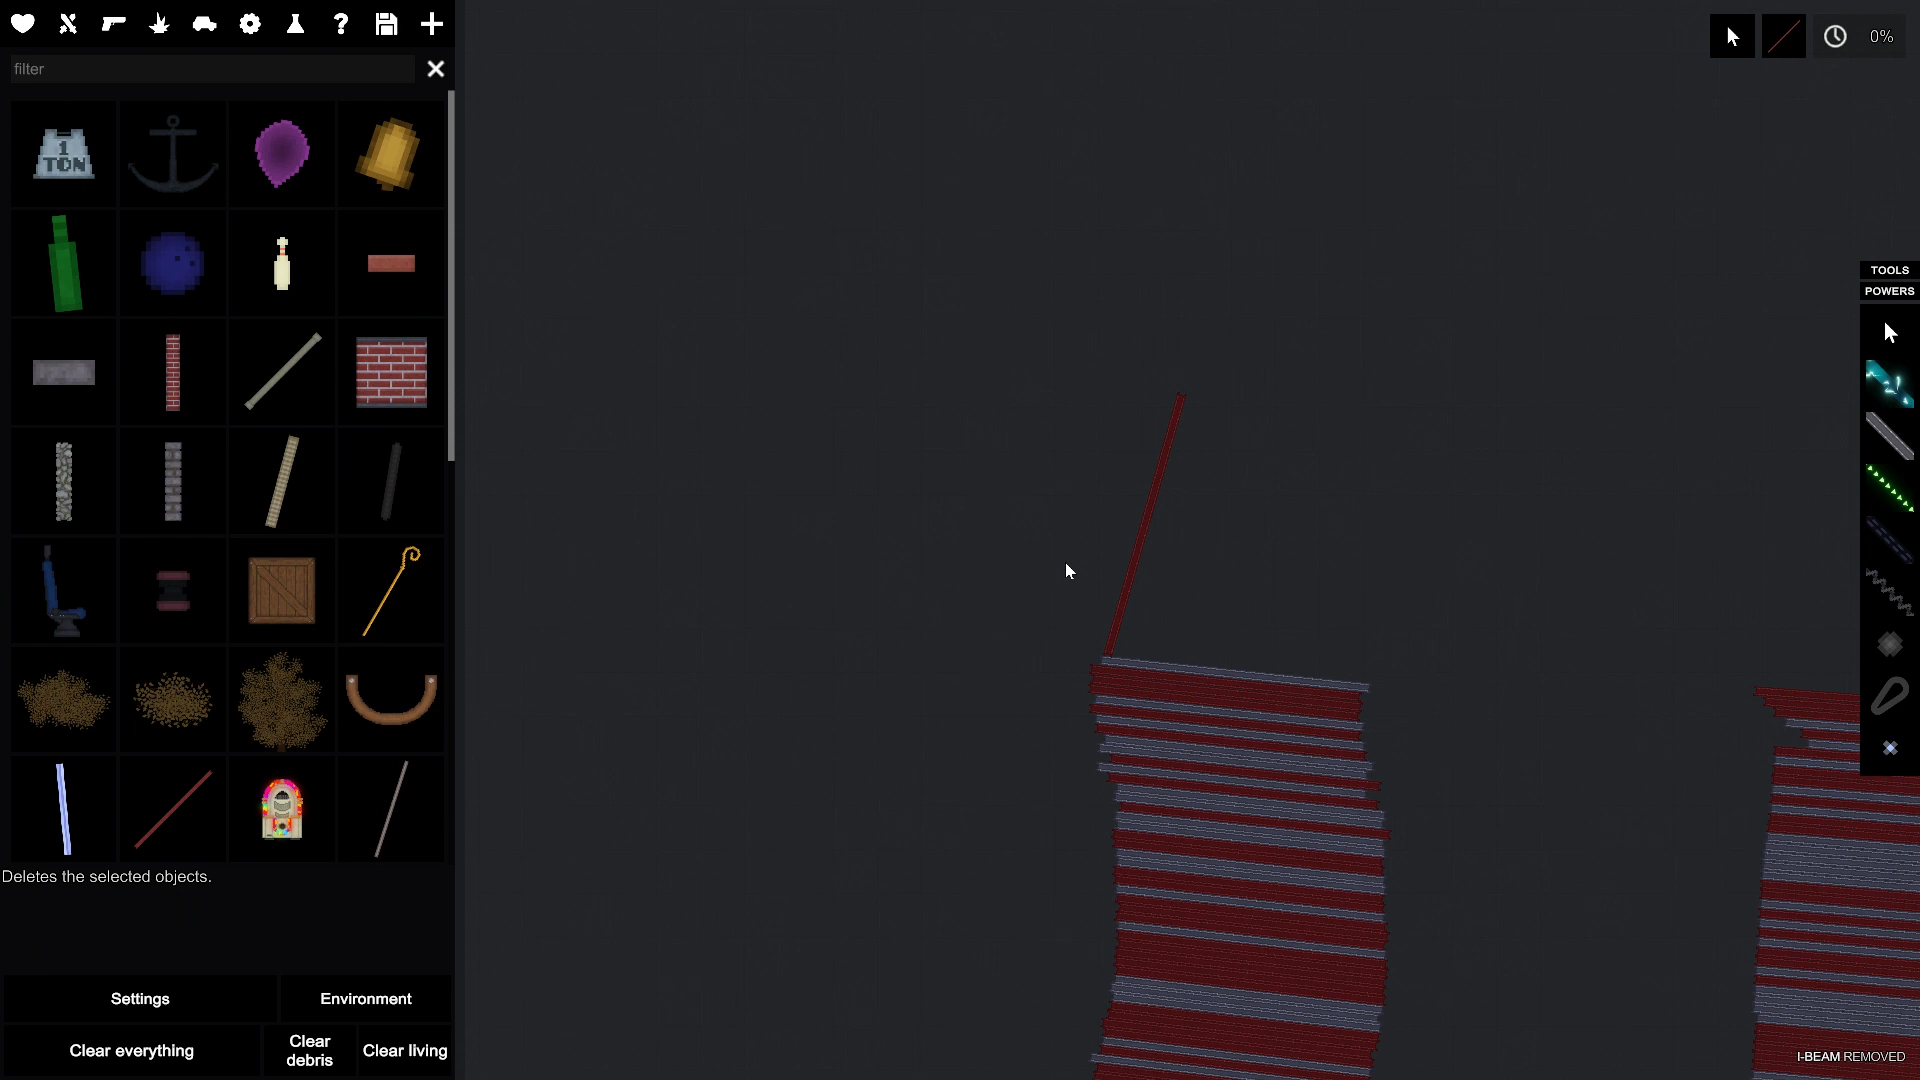 filter
0%
1
TON
TOOLS
POWERS
Deletes the selected objects.
Settings
Environment
Clear everything
Clear
debris
Clear living
I-BEAM REMOVED